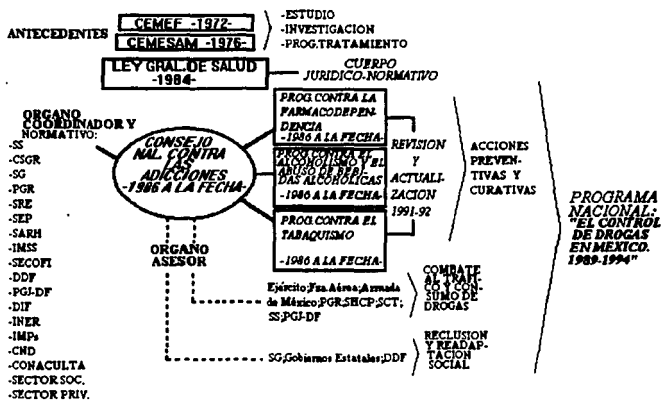 ANTECEDENTES
CEMEF -1972-
CEMESAM -1976-
-ESTUDIO
-INVESTIGACION
-PROG.TRATAMIENTO
LEY GRAL. DE SALUD
-1984-
CUERPO
JURIDICO-NORMATIVO
ORGANO
COORDINADOR Y
NORMATIVO:
-SS
-CSGR
-SG
-PGR
-SRE
-SEP
-SARH
-IMSS
-SECOFI
-DDF
-PGJ-DF
-DIF
-INER
-IMPs
-CND
-CONACULTA
-SECTOR SOC.
-SECTOR PRIV.
CONSEJO
NAL. CONTRA
LAS
ADICCIONES
-1986 A LA FECHA-
ORGANO
ASESOR
PROG. CONTRA LA
FARMACODEPEN-
DENCIA
-1986 A LA FECHA-
PROG. CONTRA EL
ALCOHOLISMO Y EL
ABUSO DE BEBI-
DAS ALCOHOLICAS
-1986 A LA FECHA-
PROG. CONTRA EL
TABAQUISMO
-1986 A LA FECHA-
REVISION
Y
ACTUALI-
ZACION
1991-92
ACCIONES
PREVEN-
TIVAS Y
CURATIVAS
Ejército;Fza.Aérea;Armada
de México;PGR;SHCP;SCT;
SS;PGJ-DF
COMBATE
AL TRAFI-
CO Y CON-
SUMO DE
DROGAS
SG;Gobiernos Estatales;DDF
RECLUSION
Y READAP-
TACION
SOCIAL
PROGRAMA
NACIONAL:
"EL CONTROL
DE DROGAS
EN MEXICO.
1989-1994"